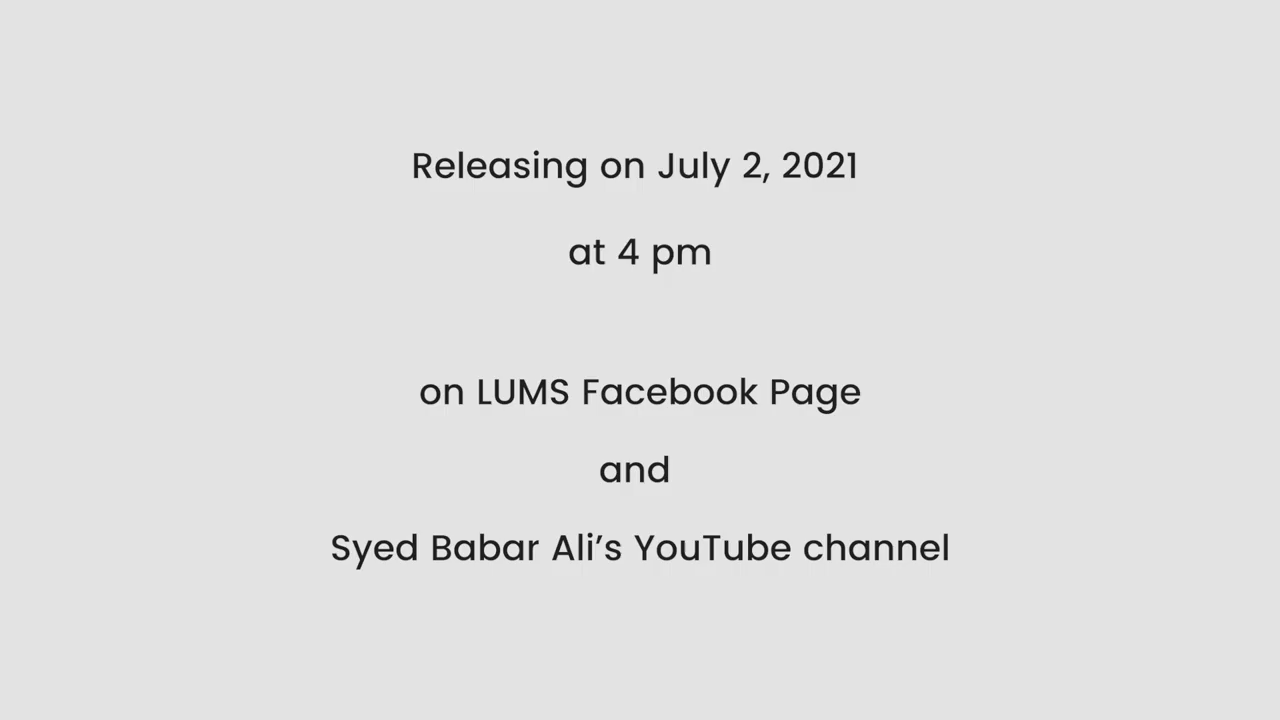 Releasing on July 2, 2021
at 4 pm
on LUMS Facebook Page
and
Syed Babar Ali’s YouTube channel